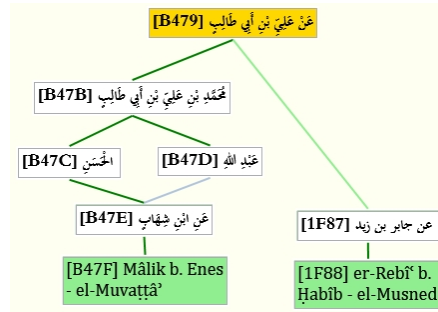 عَنْ عَلِيِّ بْنِ أَبِي طَالِبٍ [B479]
مُحَمَّدِ بْنِ عَلِيِّ بْنِ أَبِي طَالِبٍ [B47B]
الْحَسَنِ [B47C]
عَبْدِ اللهِ [B47D]
عَنِ ابْنِ شِهَابٍ [B47E]
عن جابر بن زيد [1F87]
[B47F] Mâlik b. Enes
- el-Muvaṭṭâʾ
[1F88] er-Rebîʿ b.
Ḥabîb - el-Musned